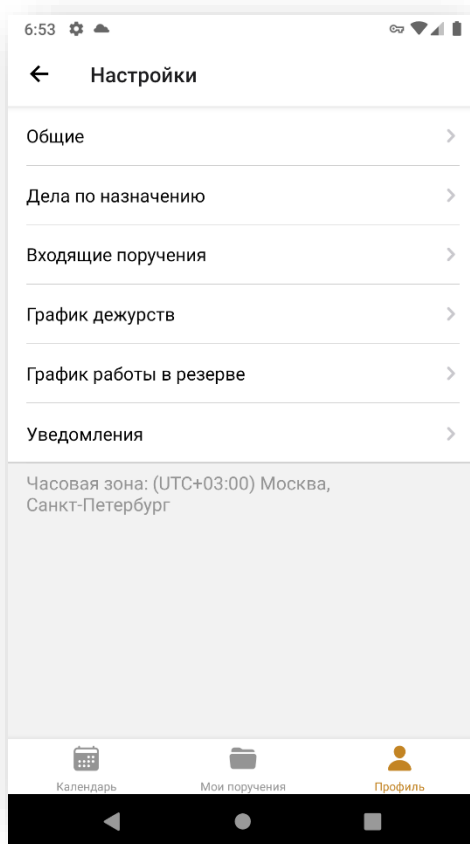 6:53
Настройки
Общие
Дела по назначению
Входящие поручения
График дежурств
График работы в резерве
Уведомления
Часовая зона: (UTC+03:00) Москва,
Санкт-Петербург
Календарь
Мои поручения
Профиль